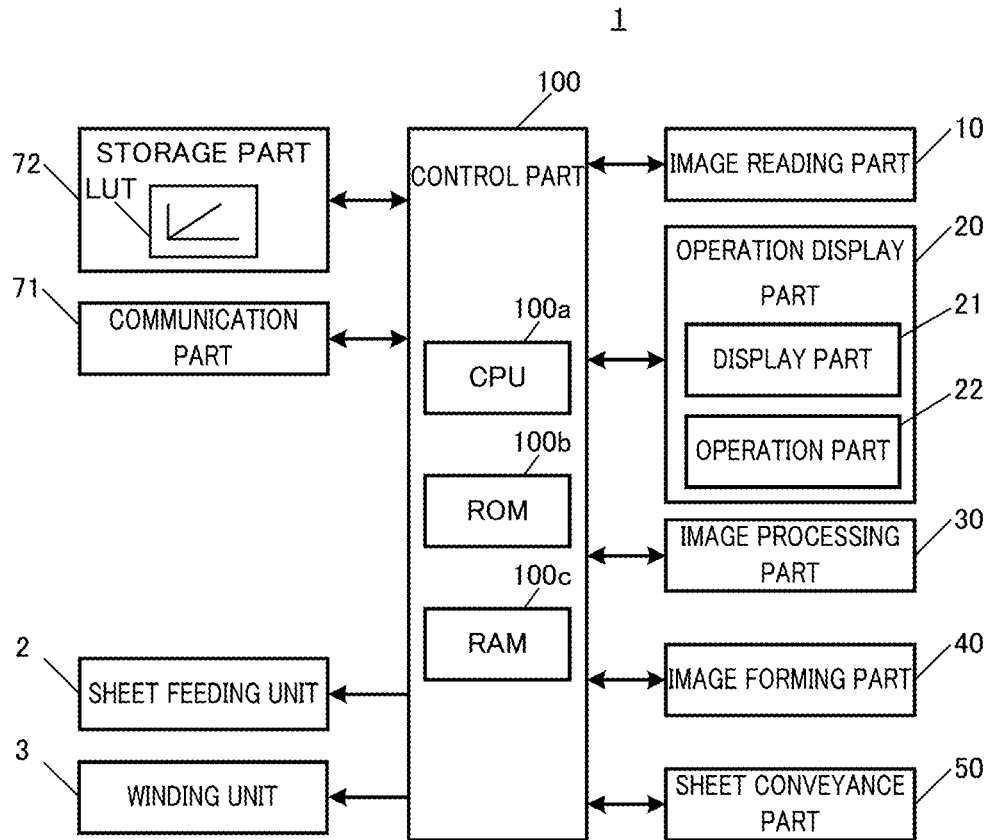 1
100
72
STORAGE PART
LUT
71
COMMUNICATION
PART
2
SHEET FEEDING UNIT
3
WINDING UNIT
CONTROL PART
100a
CPU
100b
ROM
100c
RAM
10
IMAGE READING PART
20
OPERATION DISPLAY
PART
21
DISPLAY PART
22
OPERATION PART
30
IMAGE PROCESSING
PART
40
IMAGE FORMING PART
50
SHEET CONVEYANCE
PART